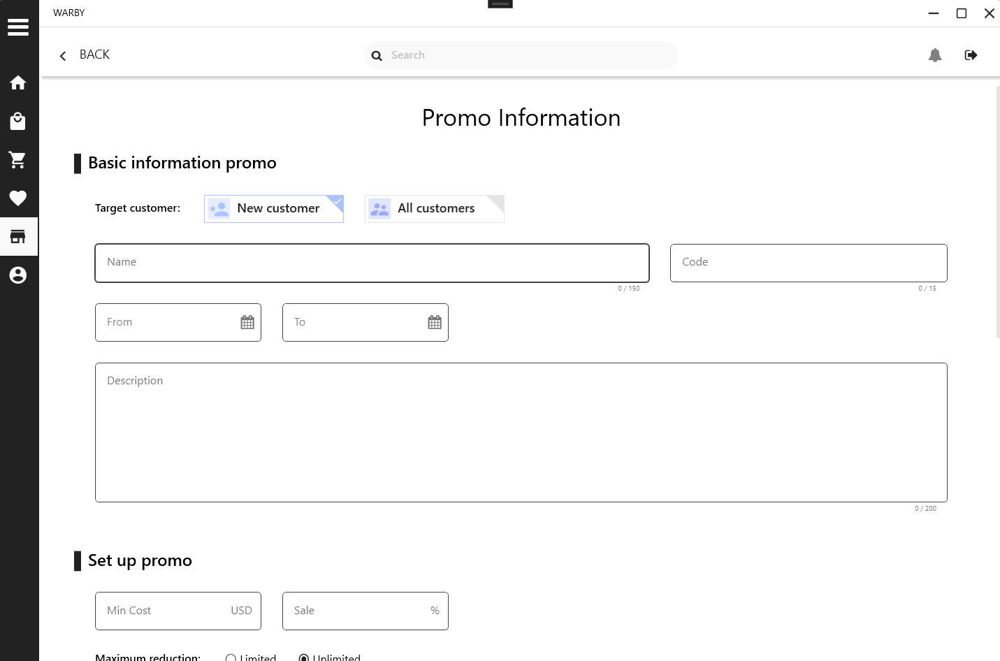 WARBY
BACK
Search
Promo Information
Basic information promo
Target customer:
New customer
All customers
Name
Code
0 / 150
0 / 15
From
To
Description
0 / 200
Set up promo
Min Cost
USD
Sale
%
Maximum reduction:
Limited
Unlimited